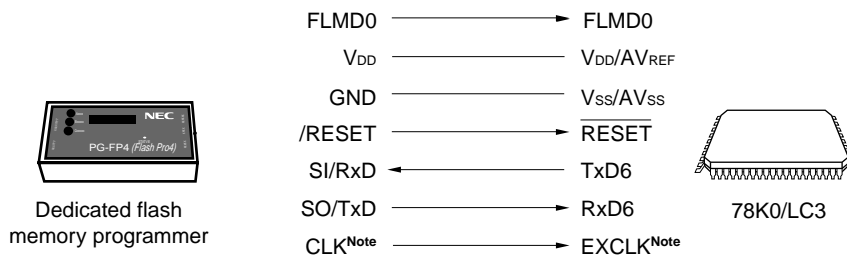 FLMD0 FLMD0
VDD VDD/AVREF
GND VSS/AVSS
/RESET RESET
SI/RxD TxD6
SO/TxD RxD6
CLKNote EXCLKNote
NEC
PG-FP4 (Flash Pro4)
Dedicated flash
memory programmer
78K0/LC3